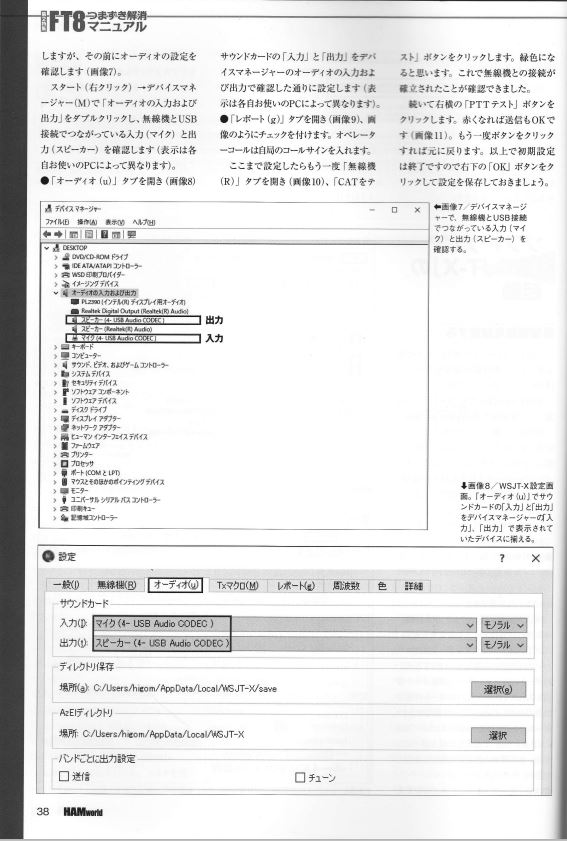 FT8つまずき解消
マニュアル
しますが、その前にオーディオの設定を
確認します（画像7）。
　スタート（右クリック）→デバイスマネ
ージャー（M）で「オーディオの入力および
出力」をダブルクリックし、無線機とUSB
接続でつながっている入力（マイク）と出
力（スピーカー）を確認します（表示は各
自お使いのPCによって異なります）。
●「オーディオ（u）」タブを開き（画像8）
サウンドカードの「入力」と「出力」をデバ
イスマネージャーのオーディオの入力およ
び出力で確認した通りに設定します（表
示は各自お使いのPCによって異なります）。
●「レポート（g）」タブを開き（画像9）、画
像のようにチェックを付けます。オペレータ
ーコールは自局のコールサインを入れます。
　ここまで設定したらもう一度「無線機
（R）」タブを開き（画像10）、「CATをテ
スト」ボタンをクリックします。緑色にな
ると思います。これで無線機との接続が
確立されたことが確認できました。
　続いて右横の「PTTテスト」ボタンを
クリックします。赤くなれば送信もOKで
す（画像11）。もう一度ボタンをクリック
すれば元に戻ります。以上で初期設定
は終了ですので右下の「OK」ボタンをク
リックして設定を保存しておきましょう。
デバイス マネージャー
ファイル(F) 操作(A) 表示(V) ヘルプ(H)
DESKTOP
DVD/CD-ROM ドライブ
IDE ATA/ATAPI コントローラー
WSD 印刷プロバイダー
イメージング デバイス
オーディオの入力および出力
PL2390 (インテル(R) ディスプレイ用オーディオ)
Realtek Digital Output (Realtek(R) Audio)
スピーカー (4- USB Audio CODEC ) 出力
スピーカー (Realtek(R) Audio)
マイク (4- USB Audio CODEC ) 入力
キーボード
コンピューター
サウンド、ビデオ、およびゲーム コントローラー
システム デバイス
セキュリティ デバイス
ソフトウェア コンポーネント
ソフトウェア デバイス
ディスク ドライブ
ディスプレイ アダプター
ネットワーク アダプター
ヒューマン インターフェイス デバイス
ファームウェア
プリンター
プロセッサ
ポート (COM と LPT)
マウスとそのほかのポインティング デバイス
モニター
ユニバーサル シリアル バス コントローラー
印刷キュー
記憶域コントローラー
⬅画像7／デバイスマネージ
ャーで、無線機とUSB接続
でつながっている入力（マイ
ク）と出力（スピーカー）を
確認する。
⬇画像8／WSJT-X設定画
面。「オーディオ（u）」でサウ
ンドカードの「入力」と「出力」
をデバイスマネージャーの「入
力」、「出力」で表示されて
いたデバイスに揃える。
設定 ? ×
一般(l) 無線機(R) オーディオ(u) Txマクロ(M) レポート(g) 周波数 色 詳細
サウンドカード
入力(I): マイク (4- USB Audio CODEC ) モノラル
出力(t): スピーカー (4- USB Audio CODEC ) モノラル
ディレクトリ保存
場所(a): C:/Users/higom/AppData/Local/WSJT-X/save 選択(e)
AzElディレクトリ
場所: C:/Users/higom/AppData/Local/WSJT-X 選択
バンドごとに出力設定
送信 チューン
38 HAMworld